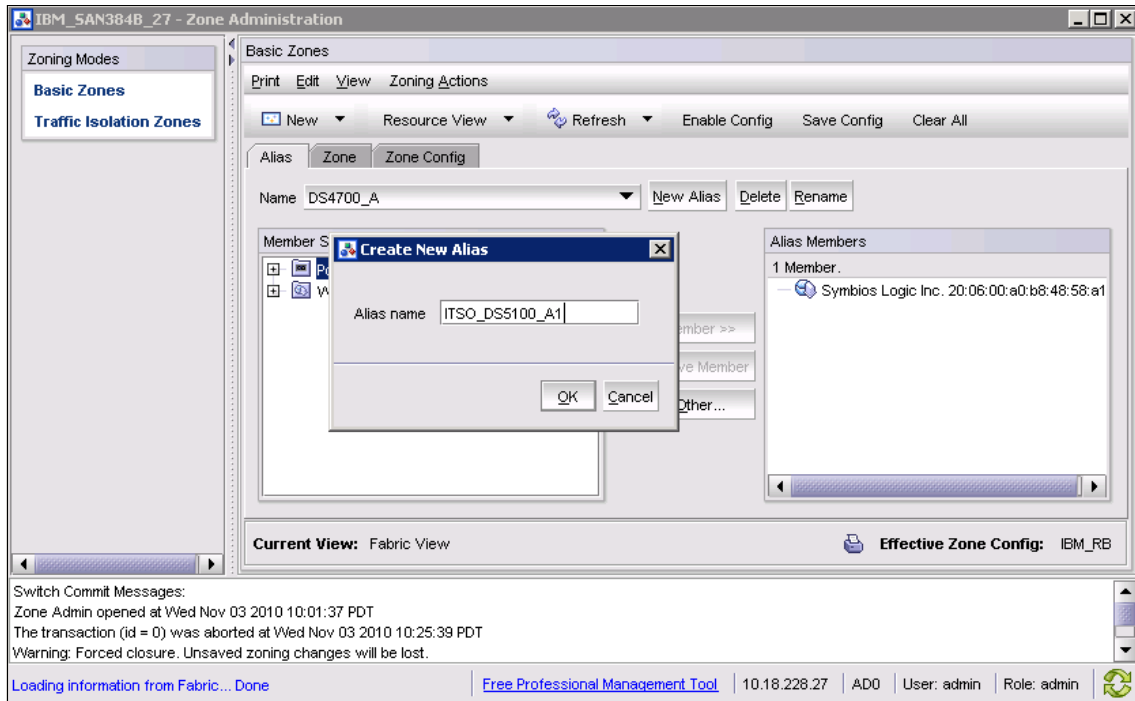 IBM_SAN384B_27 - Zone Administration
Zoning Modes
Basic Zones
Traffic Isolation Zones
Basic Zones
Print Edit View Zoning Actions
New Resource View Refresh Enable Config Save Config Clear All
Alias Zone Zone Config
Name DS4700_A New Alias Delete Rename
Member S
Create New Alias
Alias name ITSO_DS5100_A1
OK Cancel
ember >>
ve Member
Other...
Alias Members
1 Member.
Symbios Logic Inc. 20:06:00:a0:b8:48:58:a1
Current View: Fabric View
Effective Zone Config: IBM_RB
Switch Commit Messages:
Zone Admin opened at Wed Nov 03 2010 10:01:37 PDT
The transaction (id = 0) was aborted at Wed Nov 03 2010 10:25:39 PDT
Warning: Forced closure. Unsaved zoning changes will be lost.
Loading information from Fabric... Done
Free Professional Management Tool 10.18.228.27 AD0 User: admin Role: admin